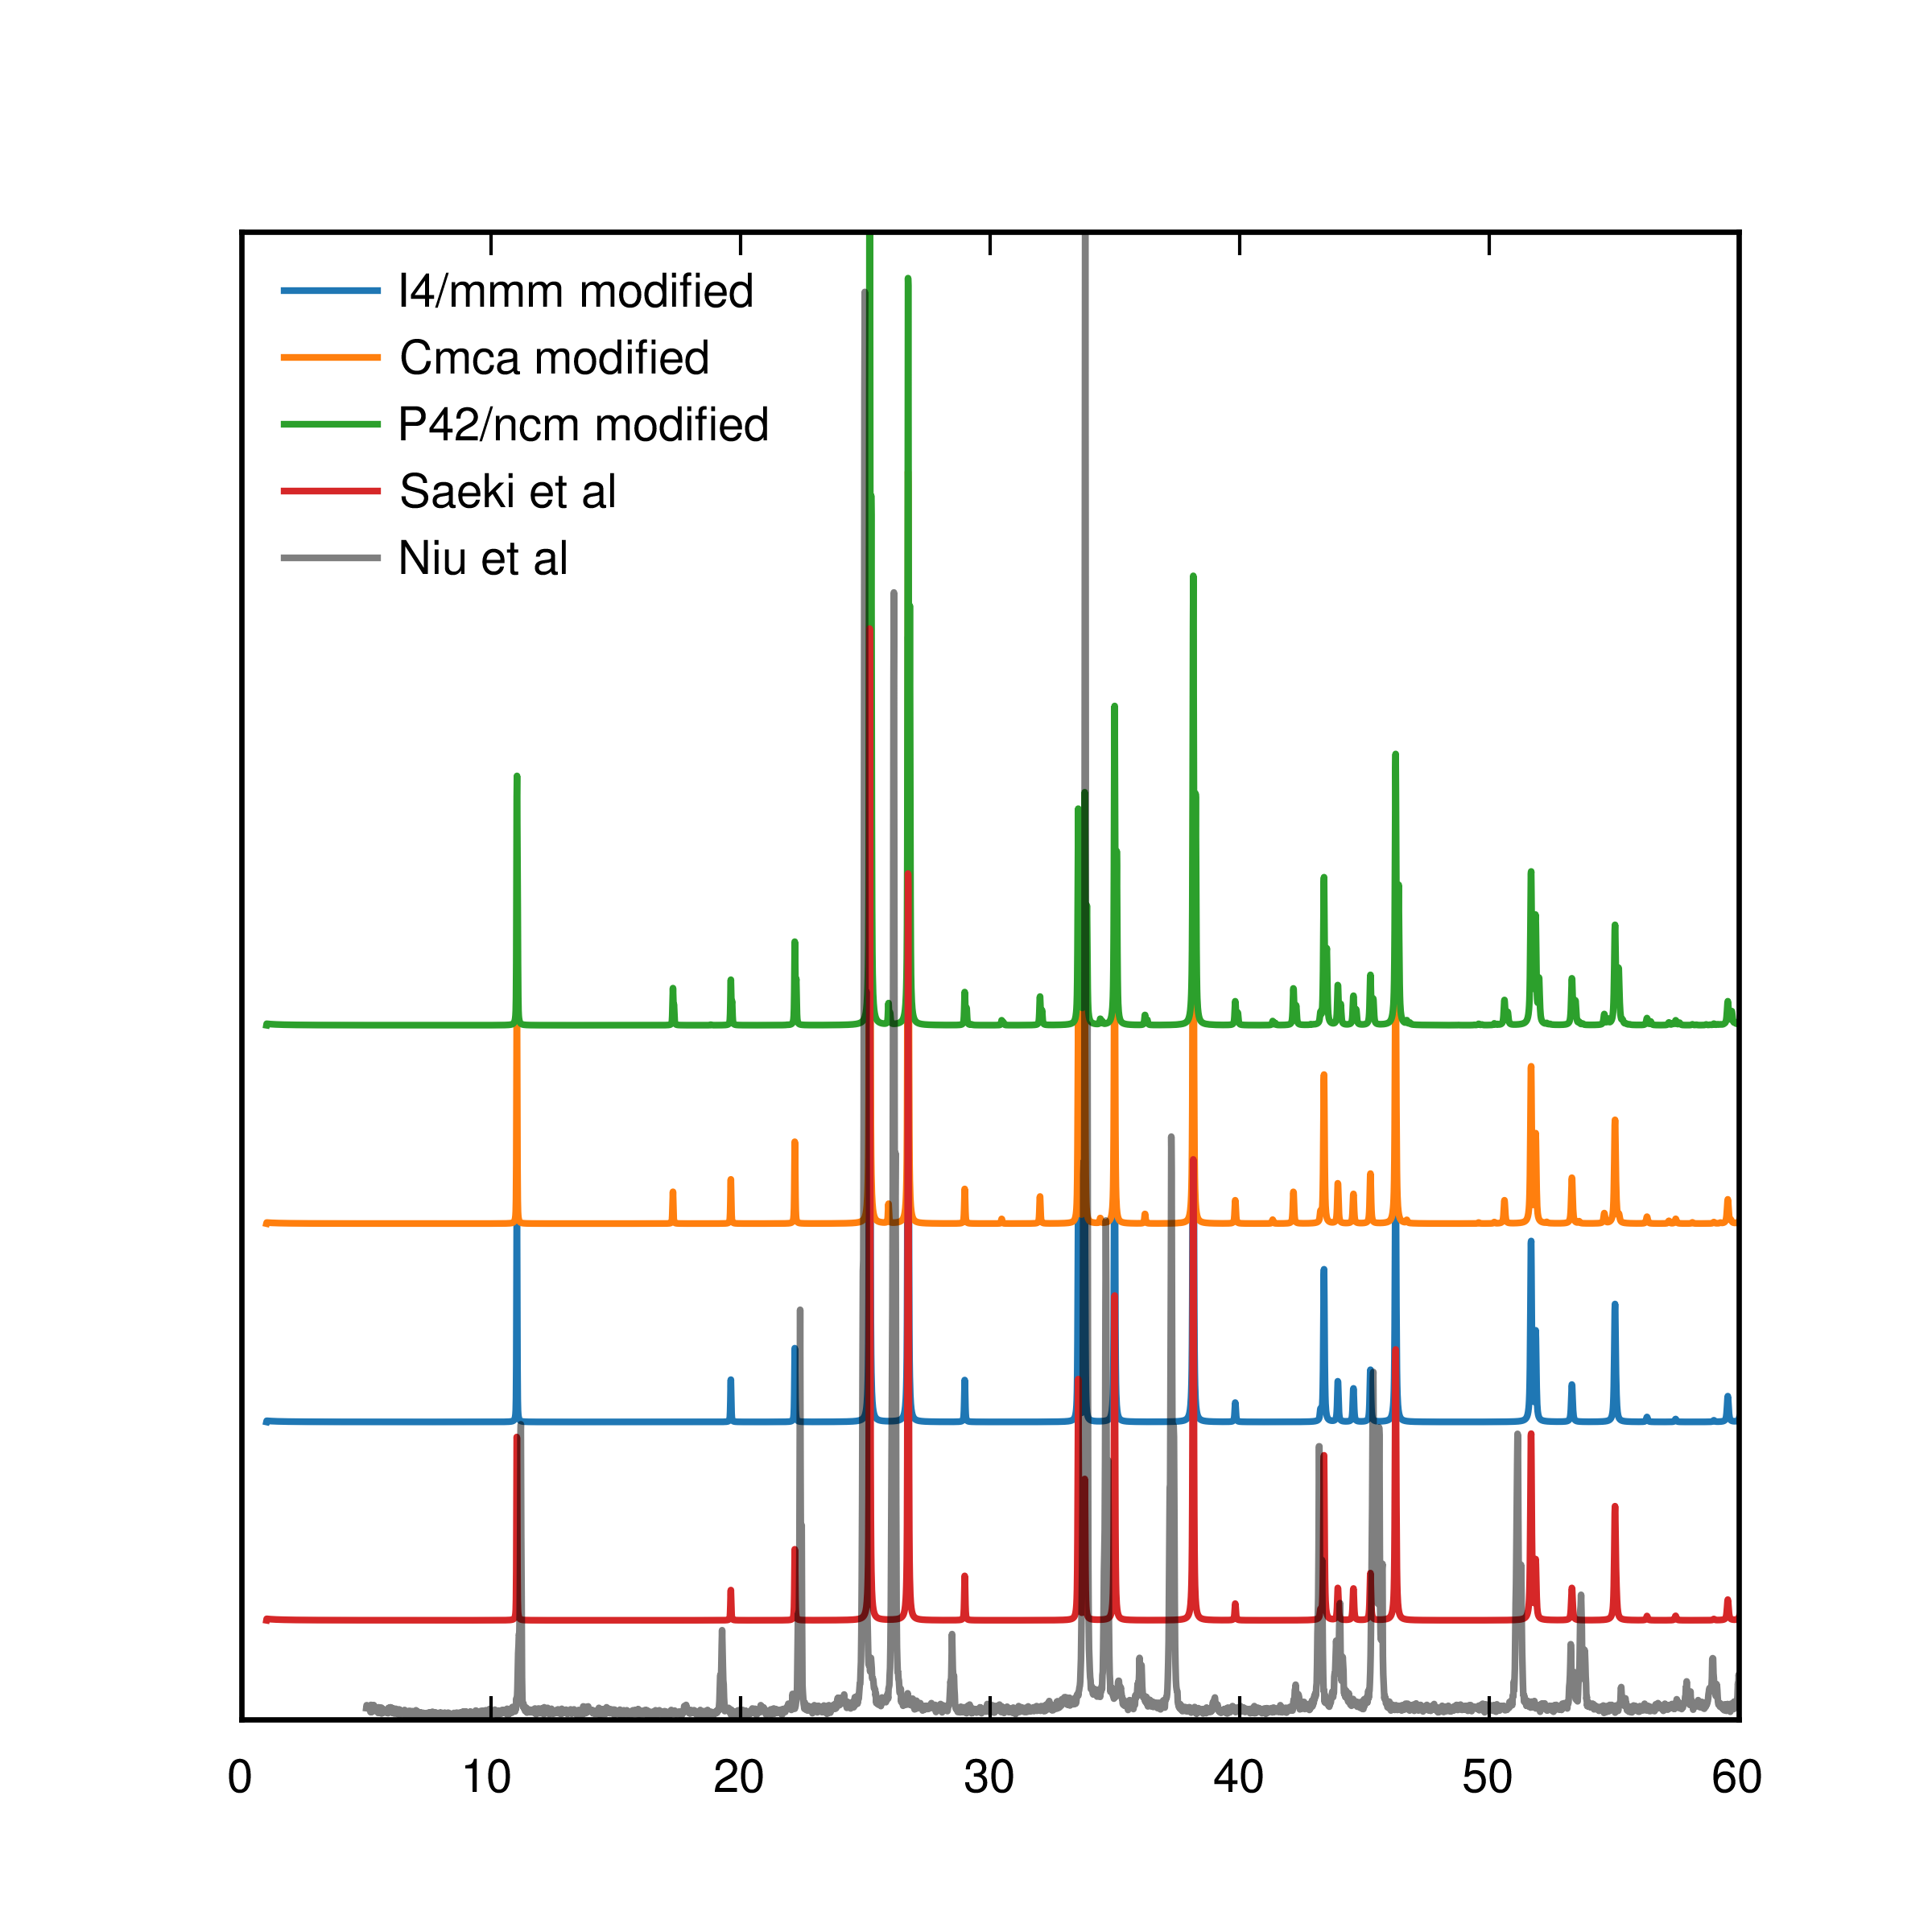 I4/mmm modified
Cmca modified
P42/ncm modified
Saeki et al
Niu et al
0 10 20 30 40 50 60